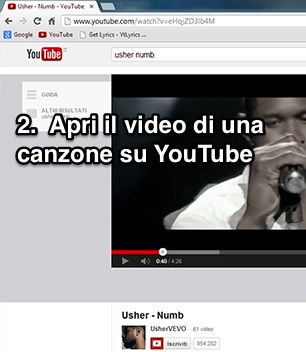 Usher - Numb - YouTube
www.youtube.com/watch?v=eHqjZD3Ib4M
Google YouTube Get Lyrics - YtLyrics ...
YouTube IT usher numb
GUIDA
ALTRI RISULTATI
2. Apri il video di una
canzone su YouTube
0:40 / 4:26
Usher - Numb
UsherVEVO · 61 video
Iscriviti 954.282